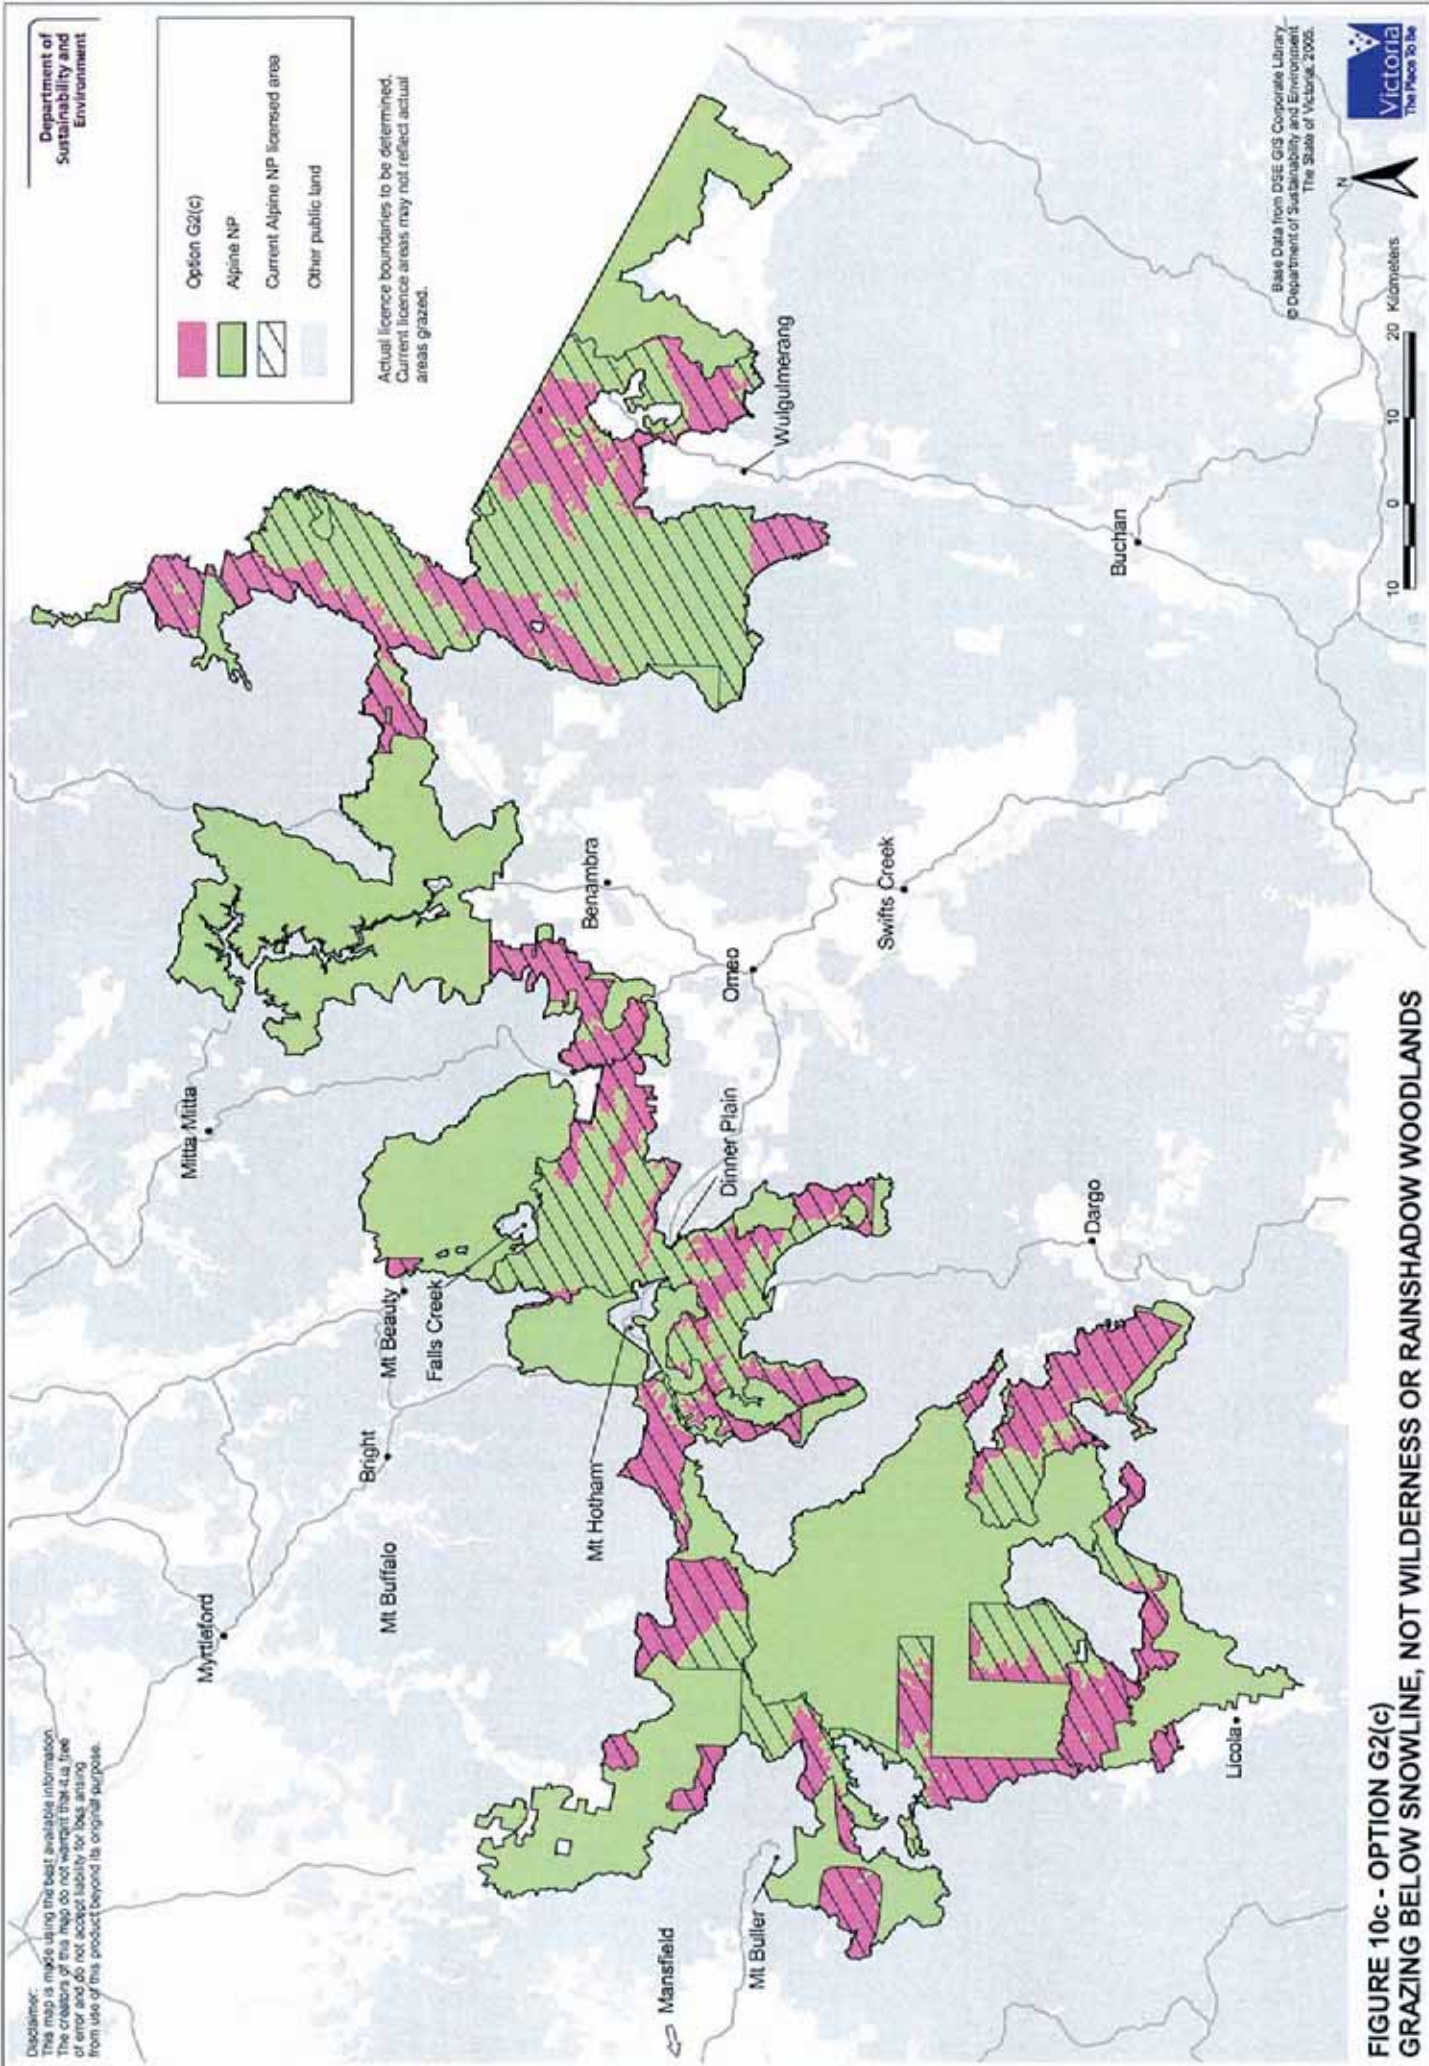 Disclaimer:
This map is made using the best available information.
The creators of this map do not warrant that it is free
of error and do not accept liability for loss arising
from use of this product beyond its original purpose.
Department of
Sustainability and
Environment
Option G2(c)
Alpine NP
Current Alpine NP licensed area
Other public land
Actual licence boundaries to be determined.
Current licence areas may not reflect actual
areas grazed.
Myrtleford
Mitta Mitta
Bright
Mt Buffalo
Mt Beauty
Falls Creek
Benambra
Mt Hotham
Mansfield
Omeo
Dinner Plain
Wulgulmerang
Mt Buller
Swifts Creek
Dargo
Buchan
Licola
Base Data from DSE GIS Corporate Library
© Department of Sustainability and Environment
The State of Victoria, 2005.
N
Victoria
The Place To Be
10 0 10 20 Kilometers
FIGURE 10c - OPTION G2(c)
GRAZING BELOW SNOWLINE, NOT WILDERNESS OR RAINSHADOW WOODLANDS